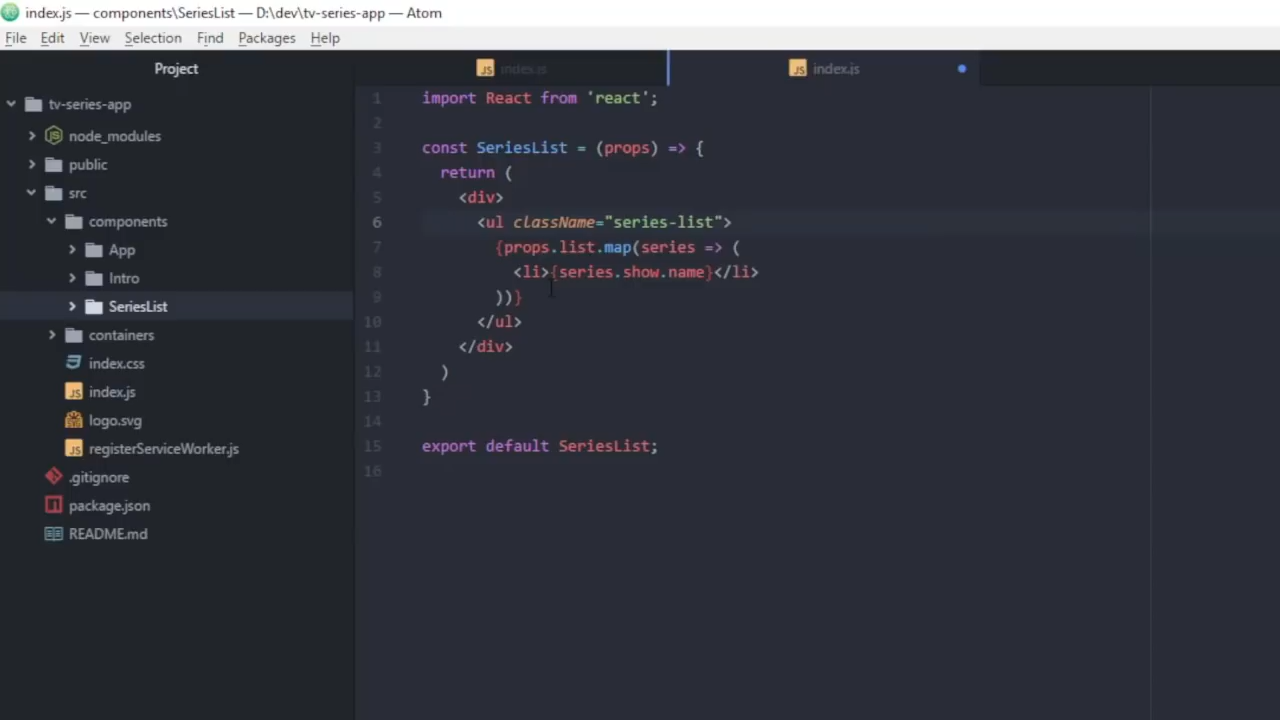 index.js — components\SeriesList — D:\dev\tv-series-app — Atom
File Edit View Selection Find Packages Help
Project
index.js
index.js
tv-series-app
node_modules
public
src
components
App
Intro
SeriesList
containers
index.css
index.js
logo.svg
registerServiceWorker.js
.gitignore
package.json
README.md
1 import React from 'react';
2
3 const SeriesList = (props) => {
4 return (
5 <div>
6 <ul className="series-list">
7 {props.list.map(series => (
8 <li>{series.show.name}</li>
9 ))}
10 </ul>
11 </div>
12 )
13 }
14
15 export default SeriesList;
16